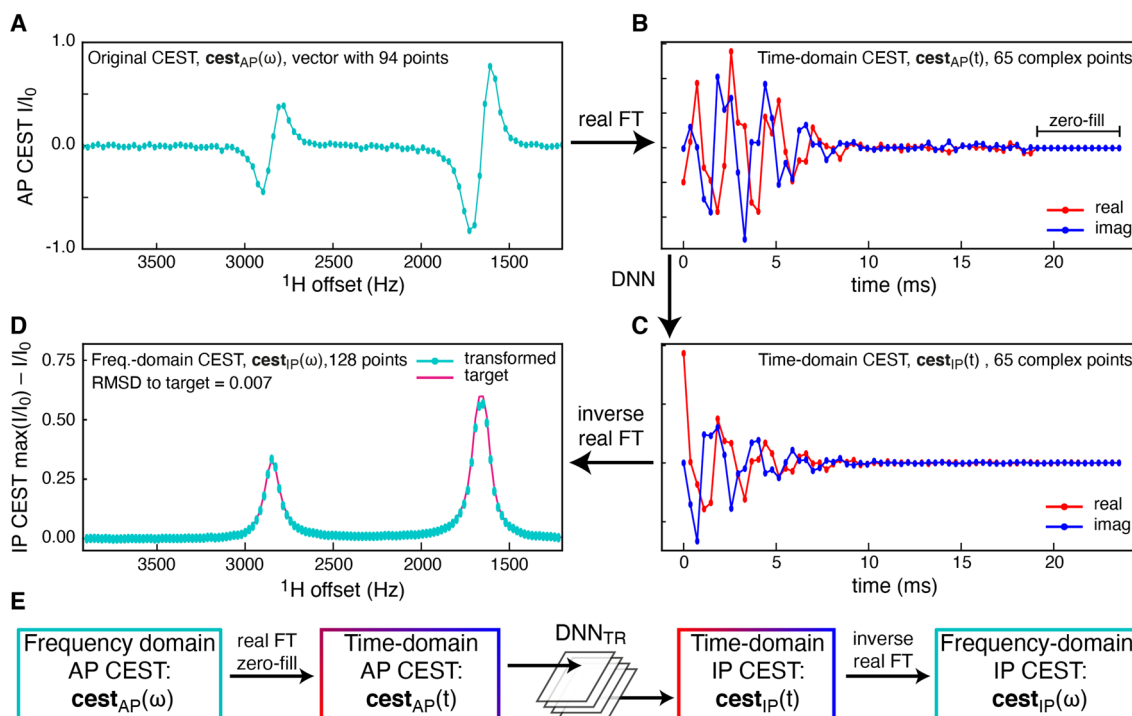 A
1.0
0.0
-1.0
AP CEST I/I₀
Original CEST, cest_AP(ω), vector with 94 points
3500
3000
2500
2000
1500
¹H offset (Hz)
real FT
B
Time-domain CEST, cest_AP(t), 65 complex points
zero-fill
real
imag
0
5
10
15
20
time (ms)
DNN
D
0.75
0.50
0.25
0.00
IP CEST max(I/I₀) – I/I₀
Freq.-domain CEST, cest_IP(ω),128 points
RMSD to target = 0.007
transformed
target
3500
3000
2500
2000
1500
¹H offset (Hz)
inverse
real FT
C
Time-domain CEST, cest_IP(t) , 65 complex points
real
imag
0
5
10
15
20
time (ms)
E
Frequency domain
AP CEST:
cest_AP(ω)
real FT
zero-fill
Time-domain
AP CEST:
cest_AP(t)
DNN_TR
Time-domain
IP CEST:
cest_IP(t)
inverse
real FT
Frequency-domain
IP CEST:
cest_IP(ω)